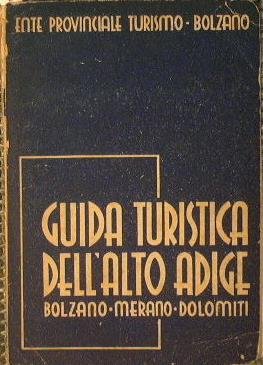 ENTE PROVINCIALE TURISMO - BOLZANO
GUIDA TURISTICA
DELL'ALTO ADIGE
BOLZANO·MERANO·DOLOMITI